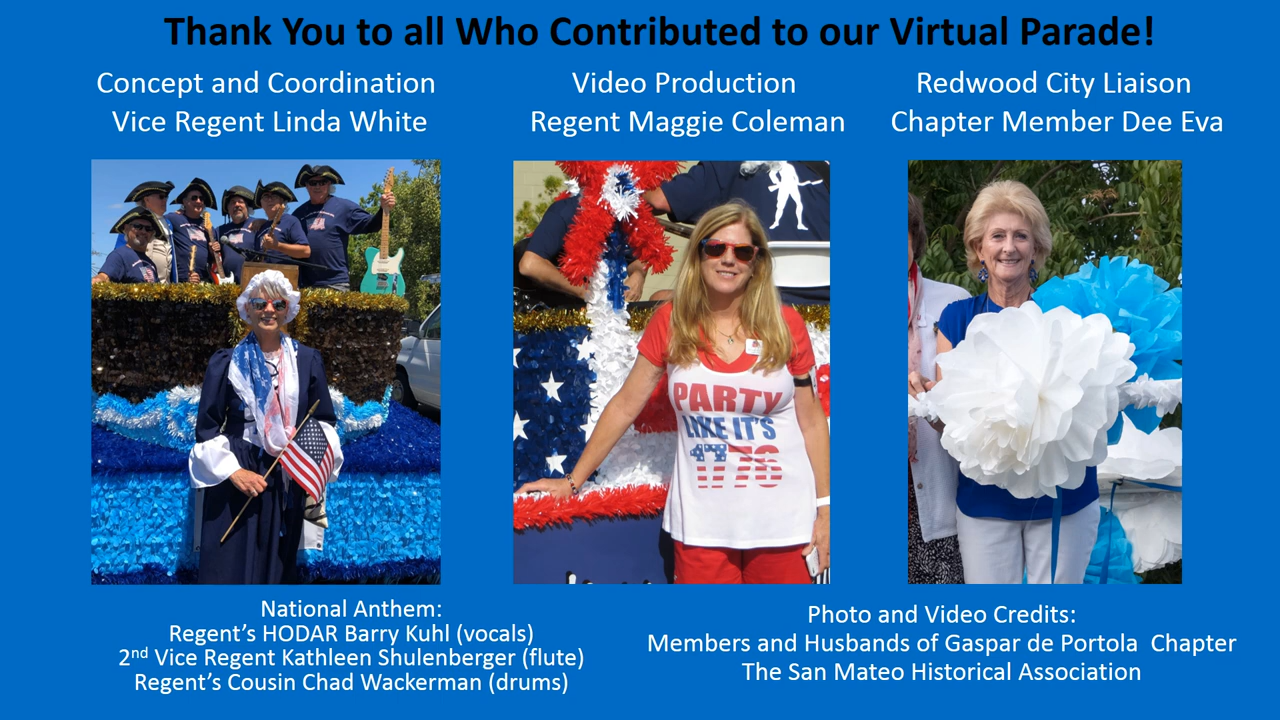 Thank You to all Who Contributed to our Virtual Parade!
Concept and Coordination
Vice Regent Linda White
Video Production
Regent Maggie Coleman
Redwood City Liaison
Chapter Member Dee Eva
PARTY
LIKE IT'S
1776
National Anthem:
Regent’s HODAR Barry Kuhl (vocals)
2nd Vice Regent Kathleen Shulenberger (flute)
Regent’s Cousin Chad Wackerman (drums)
Photo and Video Credits:
Members and Husbands of Gaspar de Portola  Chapter
The San Mateo Historical Association